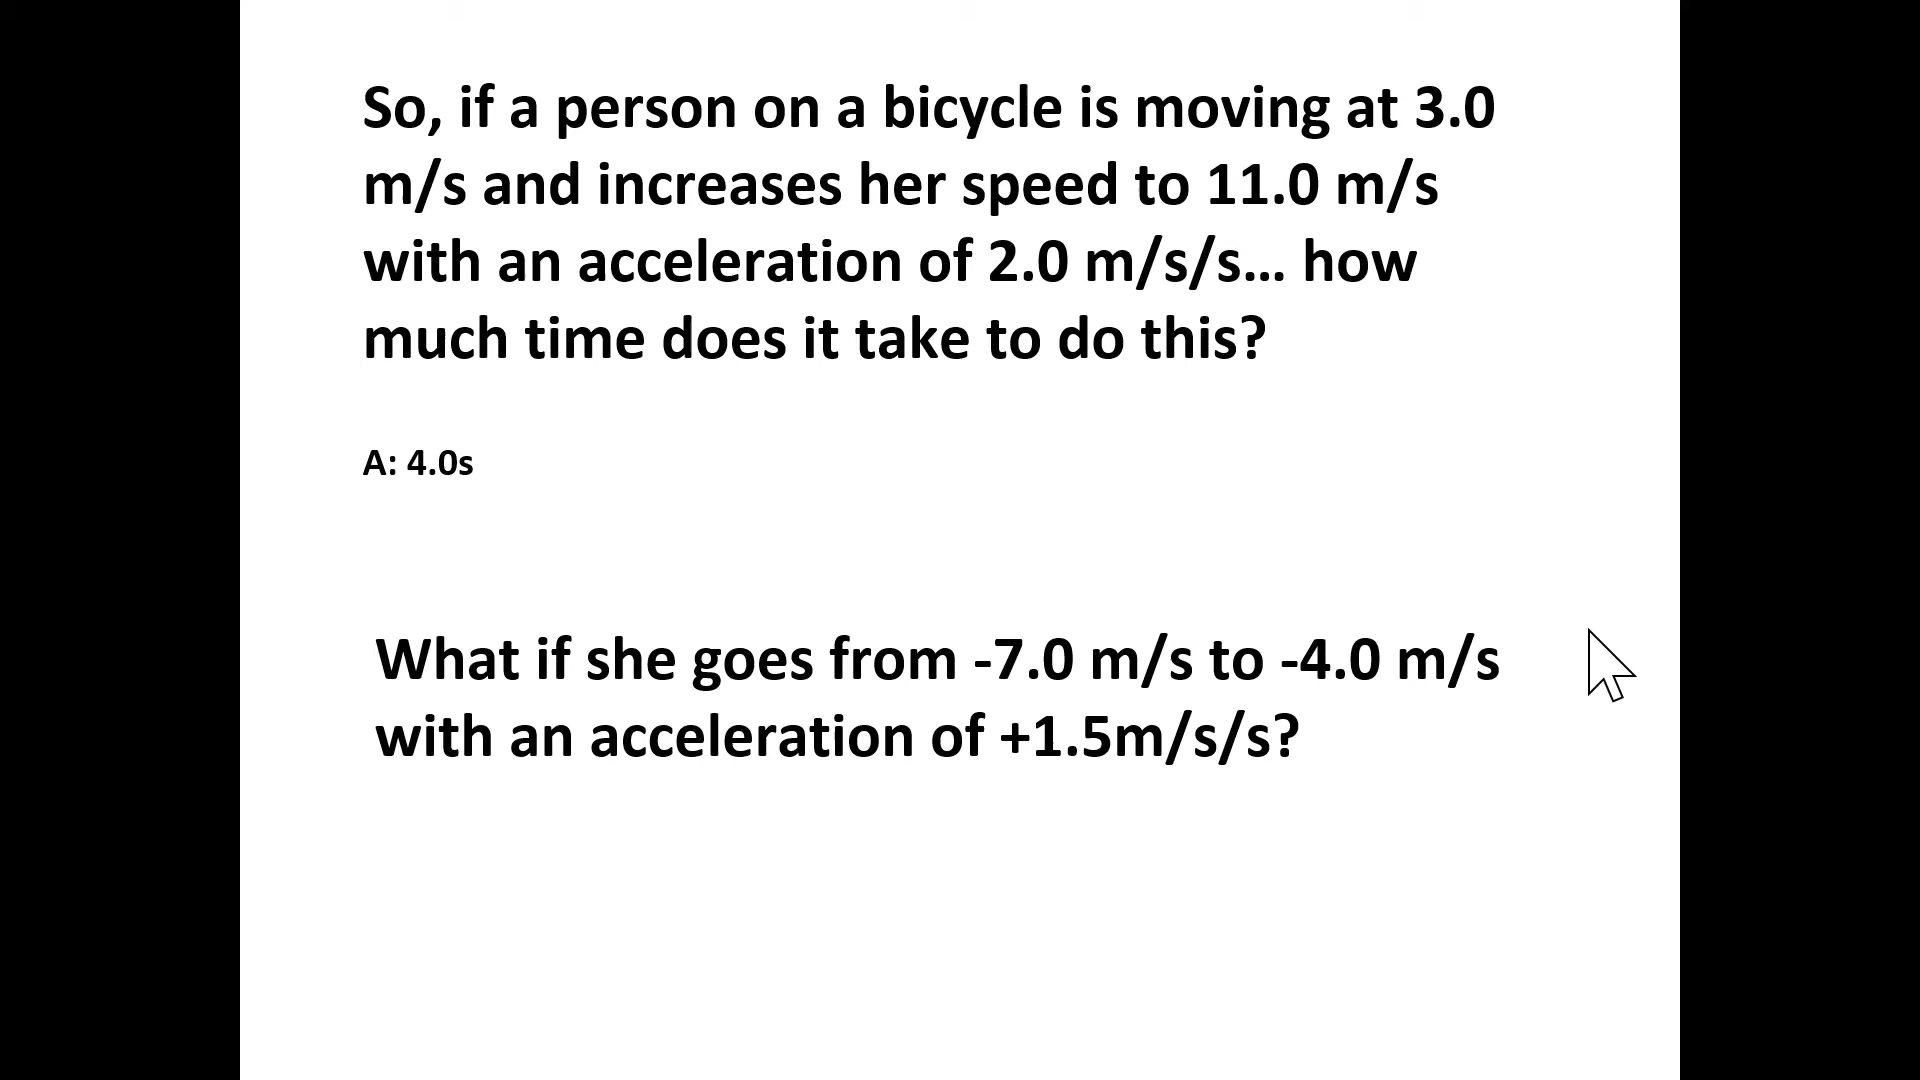 So, if a person on a bicycle is moving at 3.0
m/s and increases her speed to 11.0 m/s
with an acceleration of 2.0 m/s/s... how
much time does it take to do this?
A: 4.0s
What if she goes from -7.0 m/s to -4.0 m/s
with an acceleration of +1.5m/s/s?